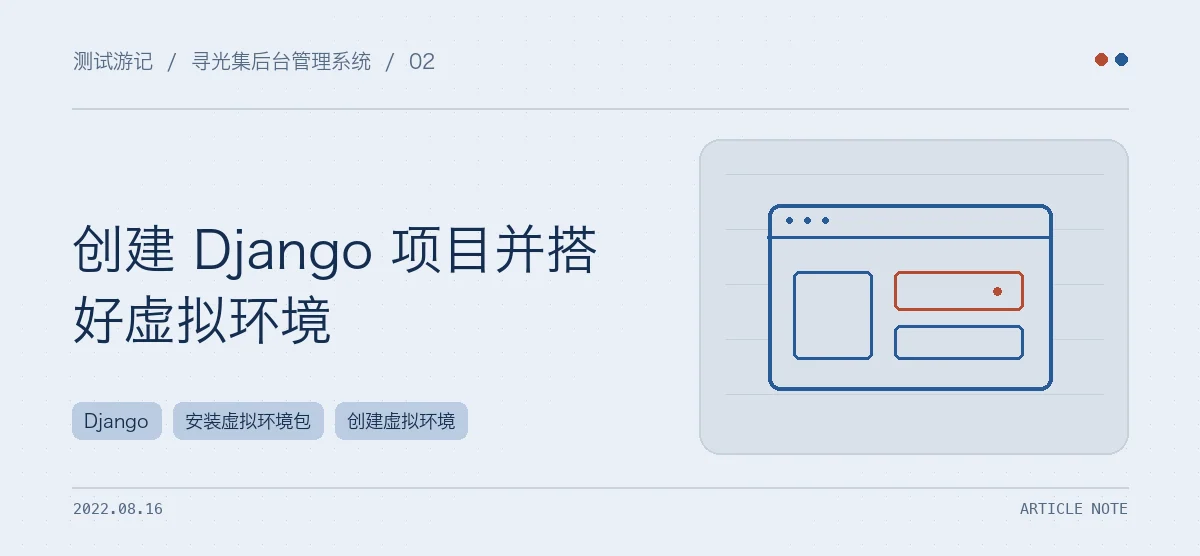 测试游记 / 寻光集后台管理系统 / 02
创建 Django 项目并搭
好虚拟环境
Django 安装虚拟环境包 创建虚拟环境
2022.08.16 ARTICLE NOTE